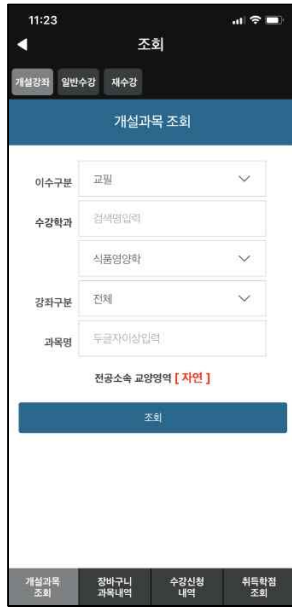 11:23
조회
개설강좌 일반수강 재수강
개설과목 조회
이수구분 교필
수강학과 검색명입력
식품영양학
강좌구분 전체
과목명 두글자이상입력
전공소속 교양영역 [ 자연 ]
조회
개설과목 장바구니 수강신청 취득학점
조회 과목내역 내역 조회